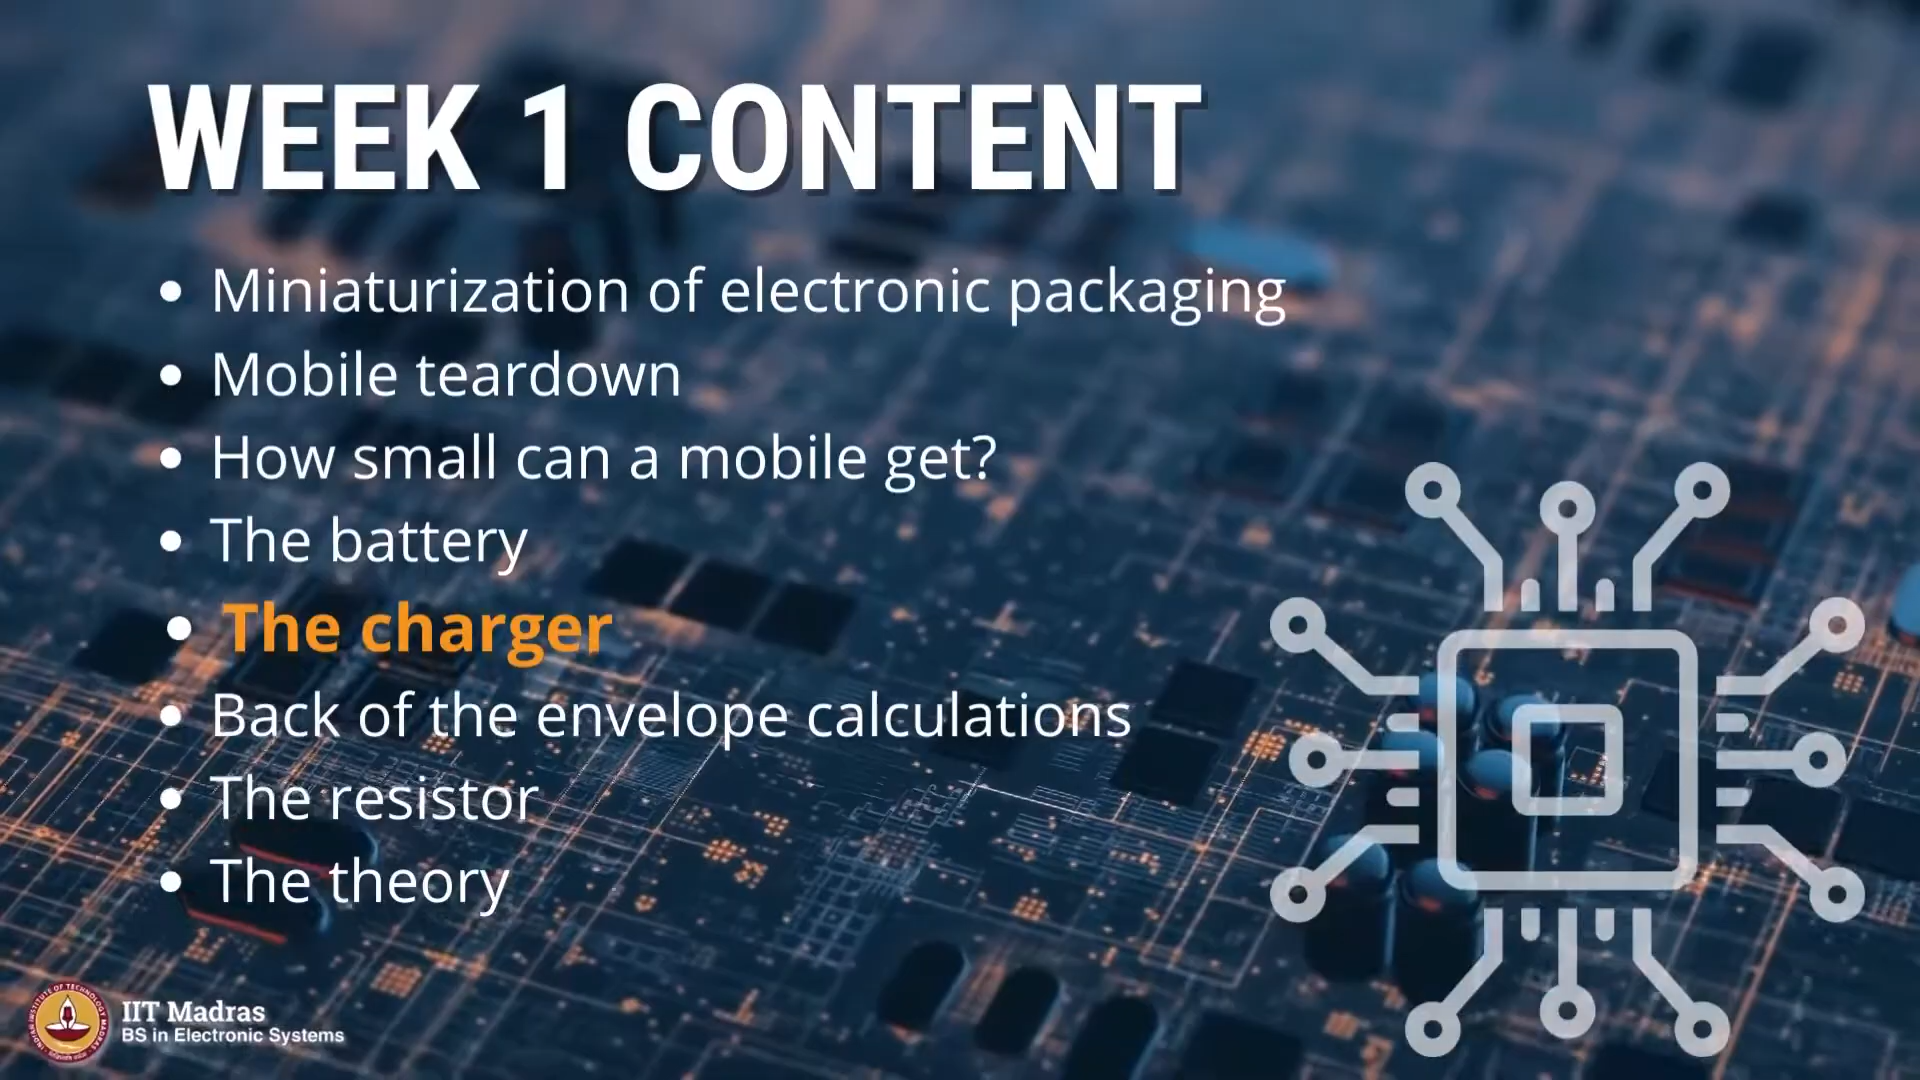 WEEK 1 CONTENT
• Miniaturization of electronic packaging
• Mobile teardown
• How small can a mobile get?
• The battery
• The charger
• Back of the envelope calculations
• The resistor
• The theory
IIT Madras
BS in Electronic Systems